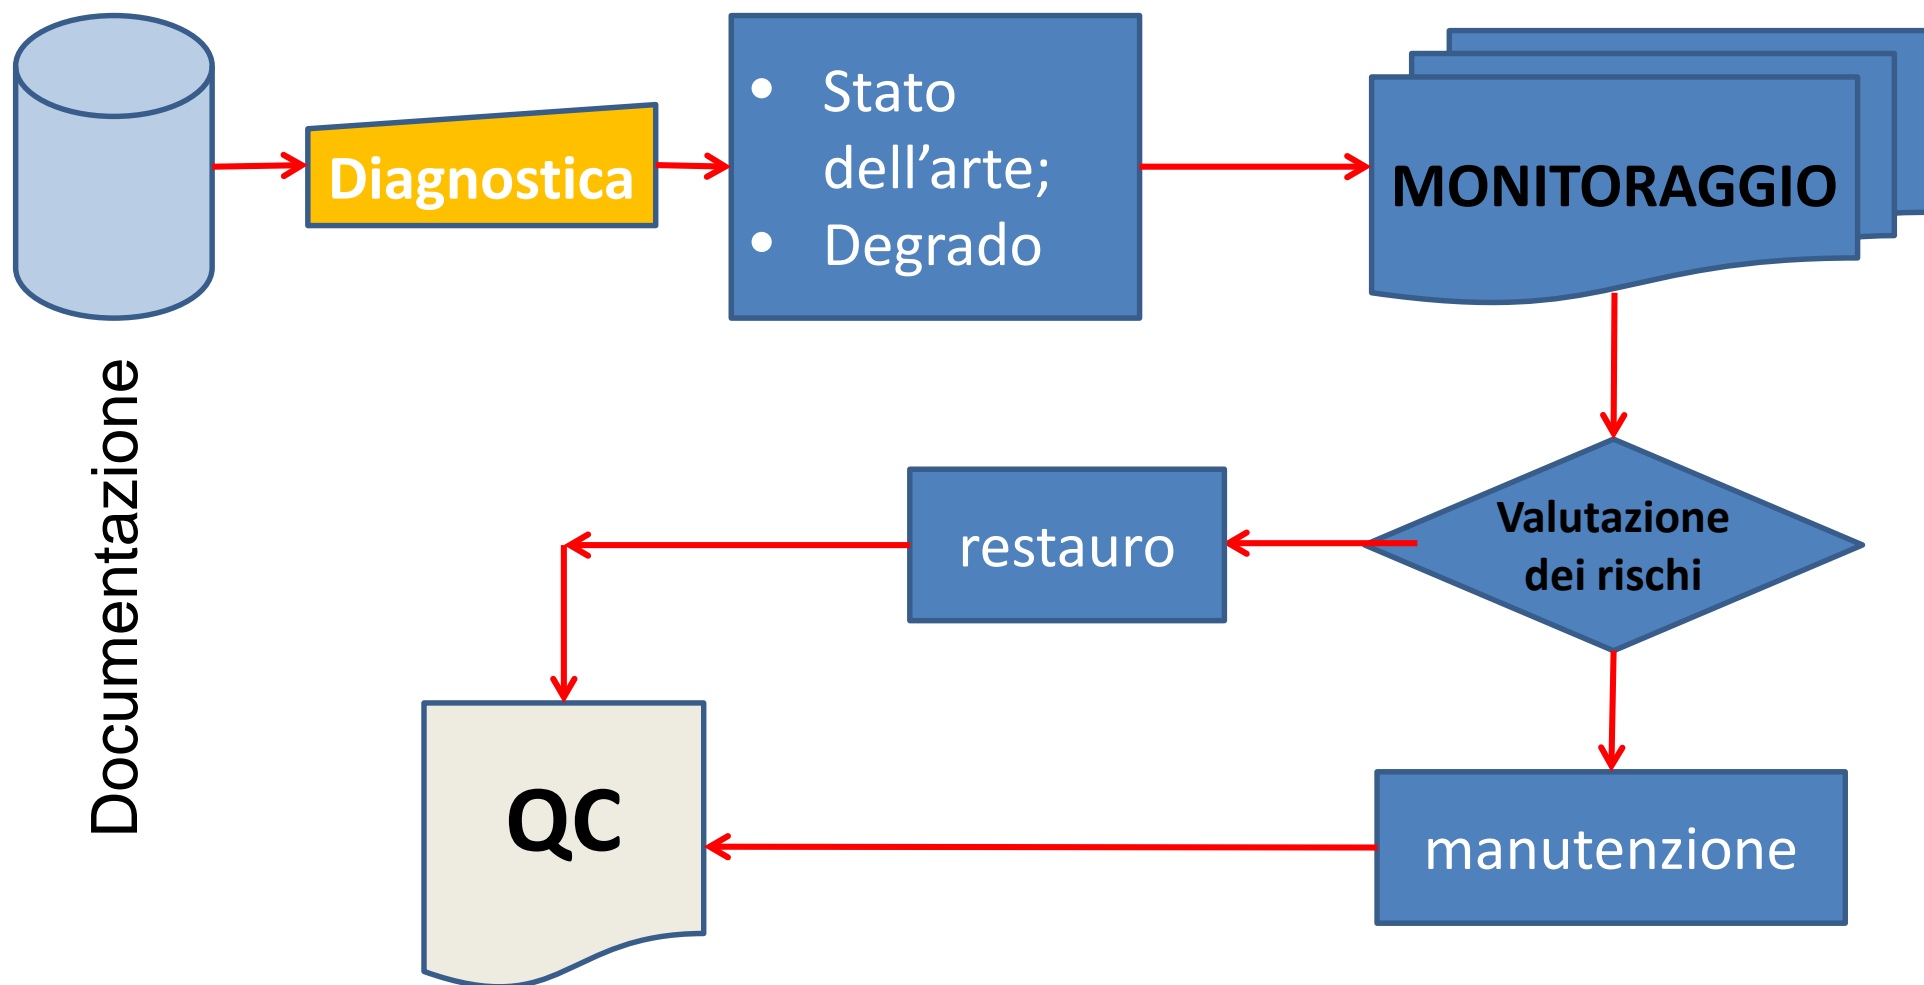 Documentazione
Diagnostica
• Stato
dell’arte;
• Degrado
MONITORAGGIO
Valutazione
dei rischi
restauro
manutenzione
QC